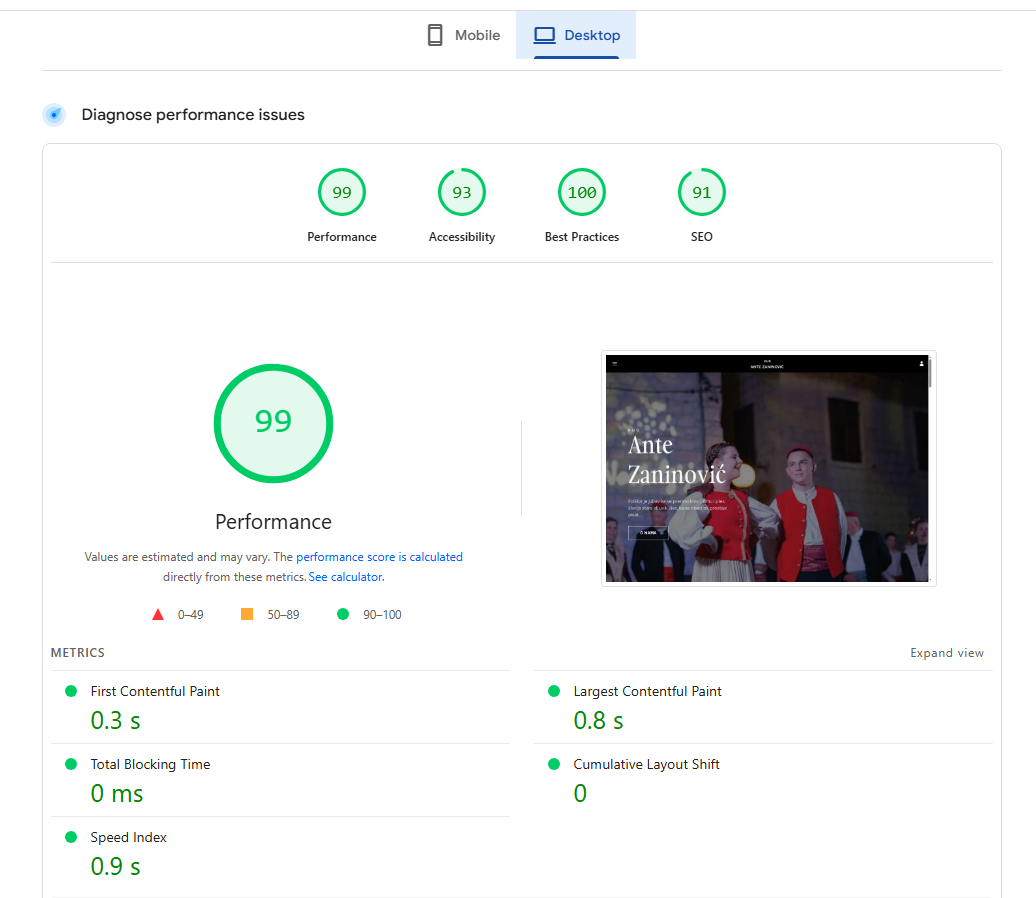 Mobile
Desktop
Diagnose performance issues
99
93
100
91
Performance
Accessibility
Best Practices
SEO
99
Performance
Values are estimated and may vary. The performance score is calculated
directly from these metrics. See calculator.
0–49
50–89
90–100
ANTE ZANINOVIĆ
Ante
Zaninović
O NAMA
METRICS
Expand view
First Contentful Paint
0.3 s
Largest Contentful Paint
0.8 s
Total Blocking Time
0 ms
Cumulative Layout Shift
0
Speed Index
0.9 s